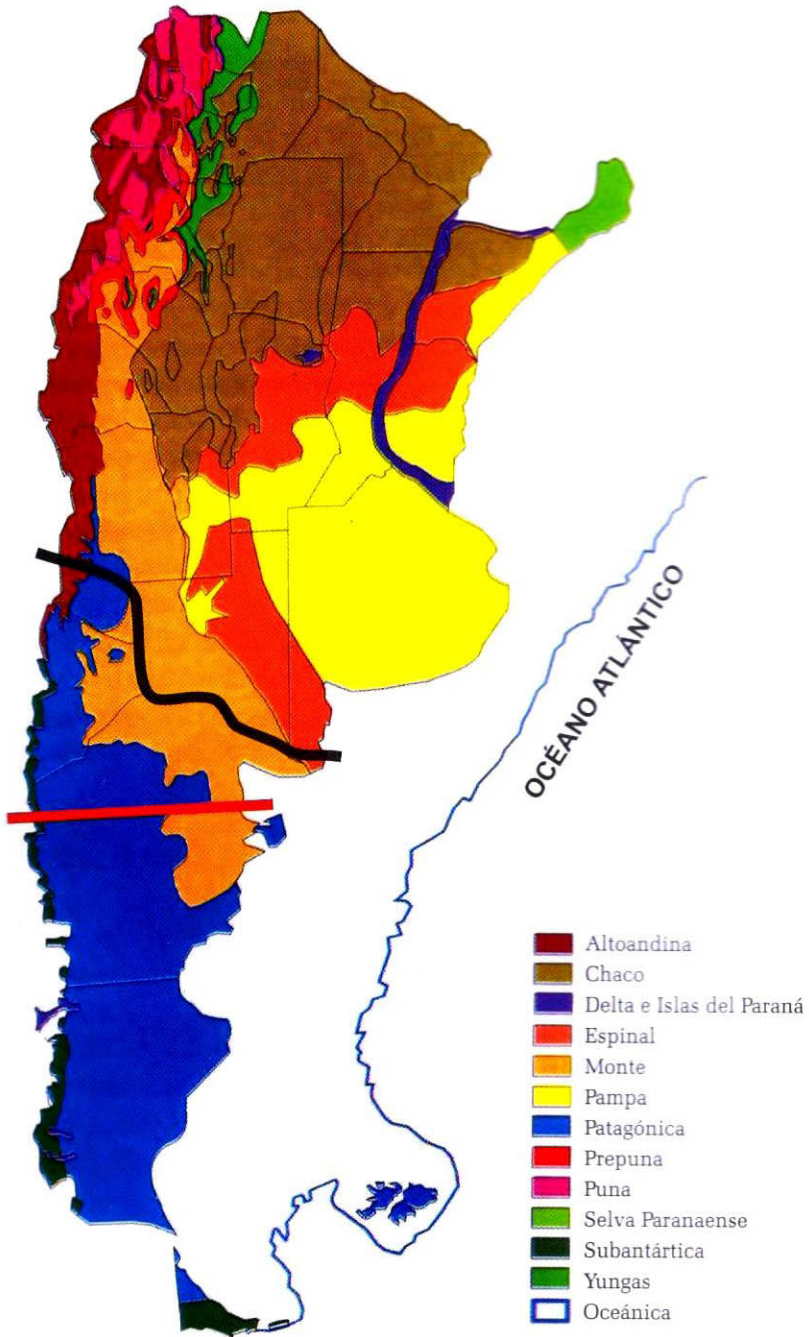 OCÉANO ATLÁNTICO
Altoandina
Chaco
Delta e Islas del Paraná
Espinal
Monte
Pampa
Patagónica
Prepuna
Puna
Selva Paranaense
Subantártica
Yungas
Oceánica